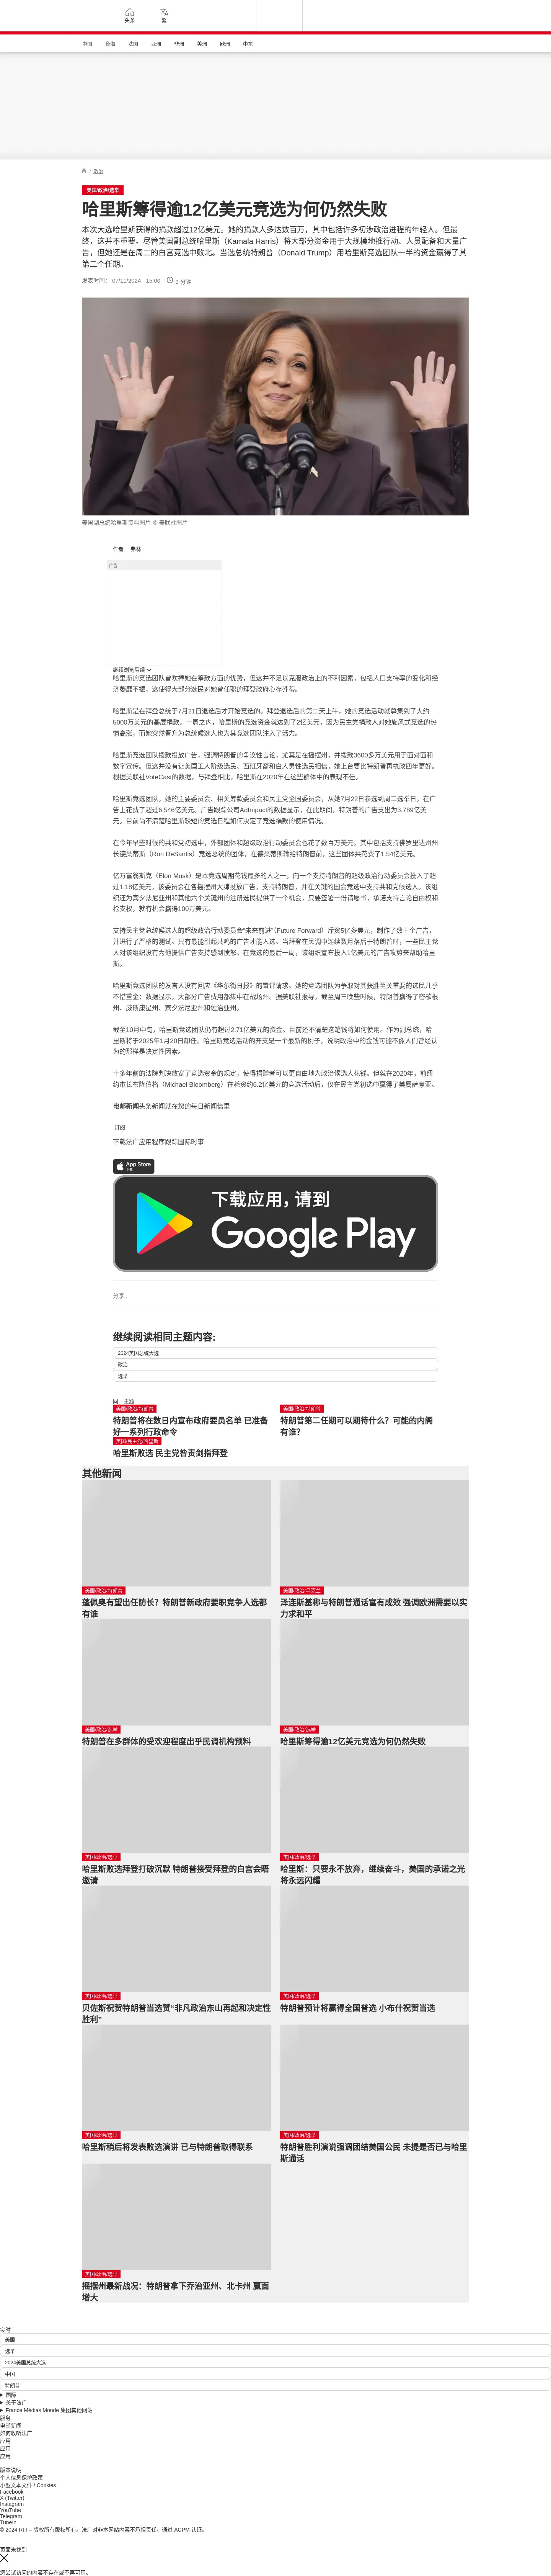 头条
繁
中国
台海
法国
亚洲
非洲
美洲
欧洲
中东
/ 政治
美国/政治/选举
哈里斯筹得逾12亿美元竞选为何仍然失败
本次大选哈里斯获得的捐款超过12亿美元。她的捐款人多达数百万，其中包括许多初涉政治进程的年轻人。但最
终，这并不重要。尽管美国副总统哈里斯（Kamala Harris）将大部分资金用于大规模地推行动、人员配备和大量广
告，但她还是在周二的白宫竞选中败北。当选总统特朗普（Donald Trump）用哈里斯竞选团队一半的资金赢得了其
第二个任期。
发表时间： 07/11/2024 - 15:00
9 分钟
美国副总统哈里斯资料图片 © 美联社图片
作者： 弗林
广告
继续浏览后续
哈里斯的竞选团队曾吹捧她在筹款方面的优势，但这并不足以克服政治上的不利因素，包括人口支持率的变化和经
济萎靡不振，这使得大部分选民对她曾任职的拜登政府心存芥蒂。
哈里斯是在拜登总统于7月21日退选后才开始竞选的。拜登退选后的第二天上午，她的竞选活动就募集到了大约
5000万美元的基层捐款。一周之内，哈里斯的竞选资金就达到了2亿美元，因为民主党捐款人对她旋风式竞选的热
情高涨，而她突然晋升为总统候选人也为其竞选团队注入了活力。
哈里斯竞选团队拨款投放广告，强调特朗普的争议性言论，尤其是在摇摆州，并拨款3600多万美元用于面对面和
数字宣传，但这并没有让美国工人阶级选民、西班牙裔和白人男性选民相信，她上台要比特朗普再执政四年更好。
根据美联社VoteCast的数据，与拜登相比，哈里斯在2020年在这些群体中的表现不佳。
哈里斯竞选团队，她的主要委员会、相关筹款委员会和民主党全国委员会，从她7月22日参选到周二选举日，在广
告上花费了超过6.546亿美元。广告跟踪公司AdImpact的数据显示，在此期间，特朗普的广告支出为3.789亿美
元。目前尚不清楚哈里斯较短的竞选日程如何决定了竞选捐款的使用情况。
在今年早些时候的共和党初选中，外部团体和超级政治行动委员会也花了数百万美元。其中包括支持佛罗里达州州
长德桑蒂斯（Ron DeSantis）竞选总统的团体，在德桑蒂斯输给特朗普前，这些团体共花费了1.54亿美元。
亿万富翁斯克（Elon Musk）是本竞选周期花钱最多的人之一，向一个支持特朗普的超级政治行动委员会投入了超
过1.18亿美元，该委员会在各摇摆州大肆投放广告，支持特朗普，并在关键的国会竞选中支持共和党候选人。该组
织还为宾夕法尼亚州和其他六个关键州的注册选民提供了一个机会，只要签署一份请愿书，承诺支持言论自由权和
枪支权，就有机会赢得100万美元。
支持民主党总统候选人的超级政治行动委员会“未来前进”（Future Forward）斥资5亿多美元，制作了数十个广告，
并进行了严格的测试。只有最能引起共鸣的广告才能入选。当拜登在民调中连续数月落后于特朗普时，一些民主党
人对该组织没有为他提供广告支持感到愤怒。在竞选的最后一周，该组织宣布投入1亿美元的广告攻势来帮助哈里
斯。
哈里斯竞选团队的发言人没有回应《华尔街日报》的置评请求。她的竞选团队为争取对其获胜至关重要的选民几乎
不惜重金：数据显示，大部分广告费用都集中在战场州。据美联社报导，截至周三晚些时候，特朗普赢得了密歇根
州、威斯康星州、宾夕法尼亚州和佐治亚州。
截至10月中旬，哈里斯竞选团队仍有超过2.71亿美元的资金。目前还不清楚这笔钱将如何使用。作为副总统，哈
里斯将于2025年1月20日卸任。哈里斯竞选活动的开支是一个最新的例子，说明政治中的金钱可能不像人们曾经认
为的那样是决定性因素。
十多年前的法院判决放宽了竞选资金的规定，使得捐赠者可以更自由地为政治候选人花钱。但就在2020年，前纽
约市长布隆伯格（Michael Bloomberg）在耗资约6.2亿美元的竞选活动后，仅在民主党初选中赢得了美属萨摩亚。
电邮新闻头条新闻就在您的每日新闻信里
订阅
下载法广应用程序跟踪国际时事
App Store
下载
下载应用，请到
Google Play
分享 :
继续阅读相同主题内容:
2024美国总统大选
政治
选举
同一主题
美国/政治/特朗普
特朗普将在数日内宣布政府要员名单 已准备
好一系列行政命令
美国/政治/特朗普
特朗普第二任期可以期待什么？可能的内阁
有谁？
美国/民主党/哈里斯
哈里斯败选 民主党咎责剑指拜登
其他新闻
美国/政治/特朗普
蓬佩奥有望出任防长？特朗普新政府要职竞争人选都
有谁
美国/政治/乌克兰
泽连斯基称与特朗普通话富有成效 强调欧洲需要以实
力求和平
美国/政治/选举
特朗普在多群体的受欢迎程度出乎民调机构预料
美国/政治/选举
哈里斯筹得逾12亿美元竞选为何仍然失败
美国/政治/选举
哈里斯败选拜登打破沉默 特朗普接受拜登的白宫会晤
邀请
美国/政治/选举
哈里斯：只要永不放弃，继续奋斗，美国的承诺之光
将永远闪耀
美国/政治/选举
贝佐斯祝贺特朗普当选赞“非凡政治东山再起和决定性
胜利”
美国/政治/选举
特朗普预计将赢得全国普选 小布什祝贺当选
美国/政治/选举
哈里斯稍后将发表败选演讲 已与特朗普取得联系
美国/政治/选举
特朗普胜利演说强调团结美国公民 未提是否已与哈里
斯通话
美国/政治/选举
摇摆州最新战况：特朗普拿下乔治亚州、北卡州 赢面
增大
实时
美国
选举
2024美国总统大选
中国
特朗普
国际
关于法广
France Médias Monde 集团其他网站
服务
电邮新闻
如何收听法广
应用
应用
应用
版本说明
个人信息保护政策
小型文本文件 / Cookies
Facebook
X (Twitter)
Instagram
YouTube
Telegram
TuneIn
© 2024 RFI – 版权所有版权所有。法广对非本网站内容不承担责任。通过 ACPM 认证。
页面未找到
您尝试访问的内容不存在或不再可用。